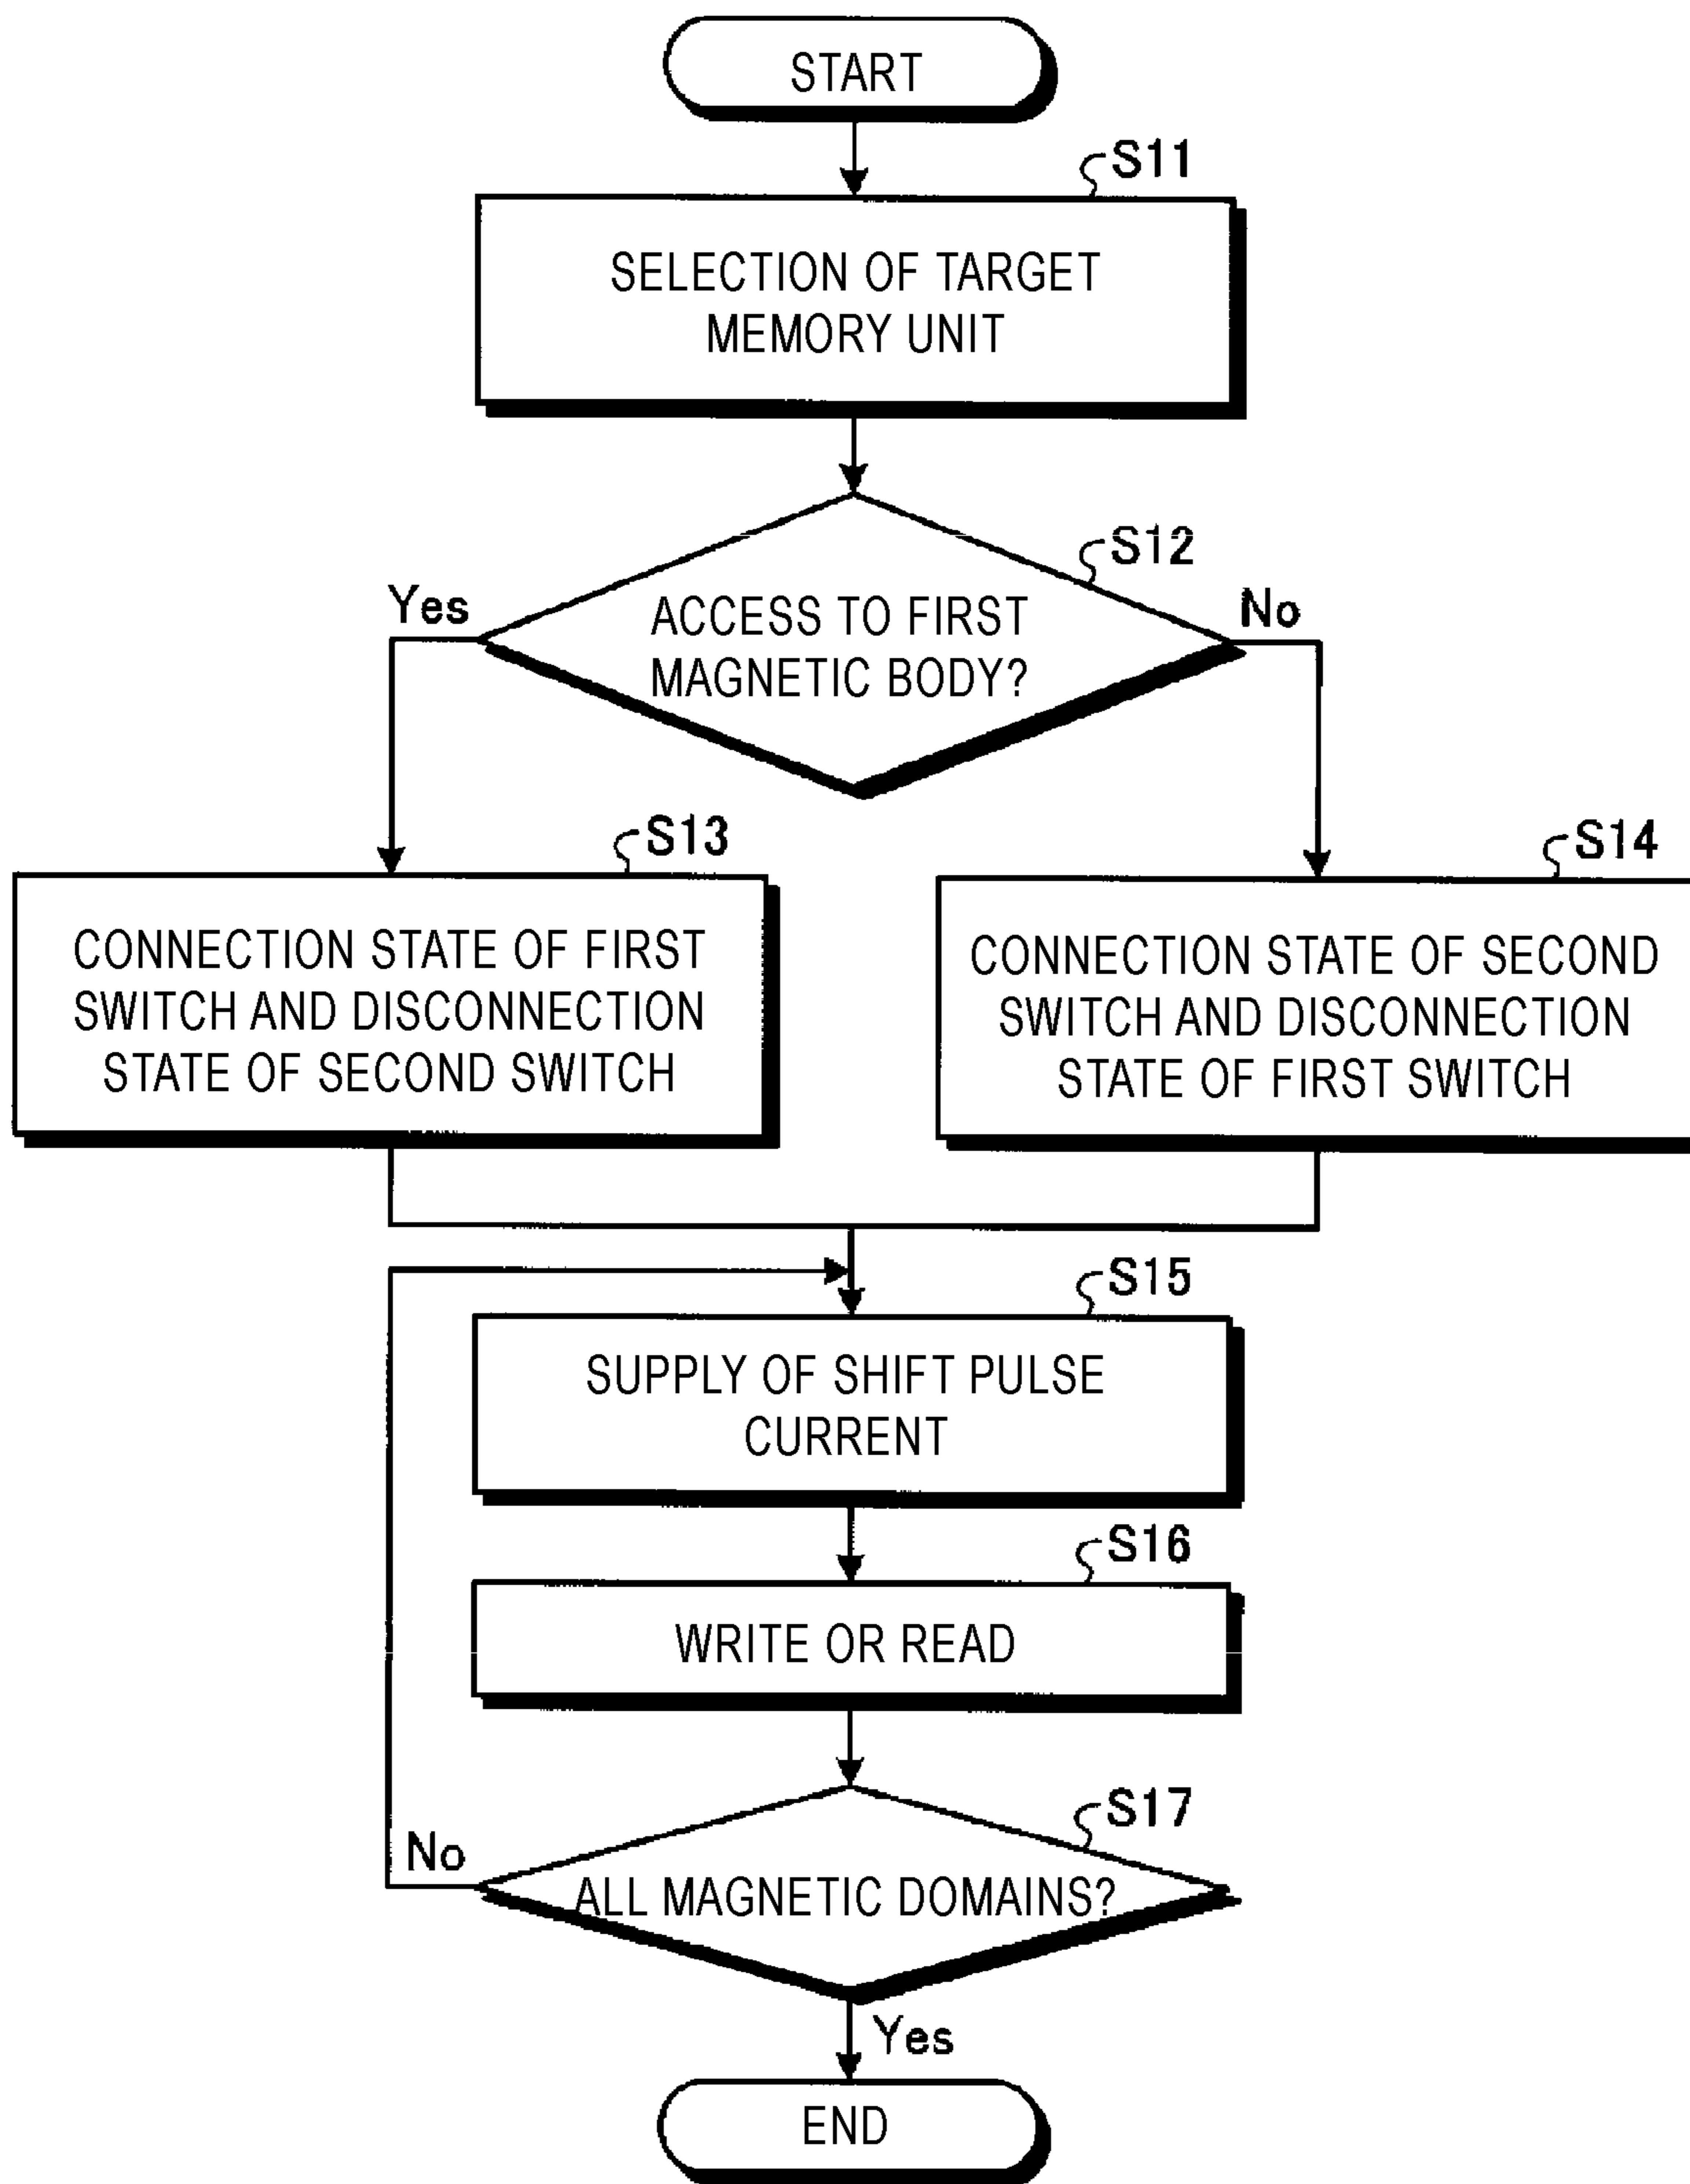 START
S11
SELECTION OF TARGET
MEMORY UNIT
S12
Yes
No
ACCESS TO FIRST
MAGNETIC BODY?
S13
S14
CONNECTION STATE OF FIRST
SWITCH AND DISCONNECTION
STATE OF SECOND SWITCH
CONNECTION STATE OF SECOND
SWITCH AND DISCONNECTION
STATE OF FIRST SWITCH
S15
SUPPLY OF SHIFT PULSE
CURRENT
S16
WRITE OR READ
S17
No
ALL MAGNETIC DOMAINS?
Yes
END